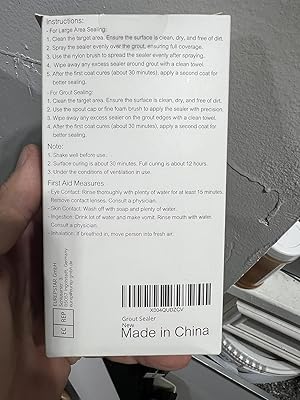 Instructions:
- For Large Area Sealing:
1. Clean the target area. Ensure the surface is clean, dry, and free of dirt.
2. Spray the sealer evenly over the grout, ensuring full coverage.
3. Use the nylon brush to spread the sealer evenly after spraying.
4. Wipe away any excess sealer around grout with a clean towel.
5. After the first coat cures (about 30 minutes), apply a second coat for
better sealing.
- For Grout Sealing:
1. Clean the target area. Ensure the surface is clean, dry, and free of dirt.
2. Use the spout cap or fine foam brush to apply the sealer with precision.
3. Wipe away any excess sealer on the grout edges with a clean towel.
4. After the first coat cures (about 30 minutes), apply a second coat for
better sealing.
Note:
1. Shake well before use.
2. Surface curing is about 30 minutes. Full curing is about 12 hours.
3. Under the conditions of ventilation in use.
First Aid Measures
- Eye Contact: Rinse thoroughly with plenty of water for at least 15 minutes.
Remove contact lenses. Consult a physician.
- Skin Contact: Wash off with soap and plenty of water.
- Ingestion: Drink lot of water and make vomit. Rinse mouth with water.
Consult a physician.
- Inhalation: If breathed in, move person into fresh air.
EC REP
EUREPSTAR GmbH
Germany
X004QUDZGV
Grout Sealer
New
Made in China